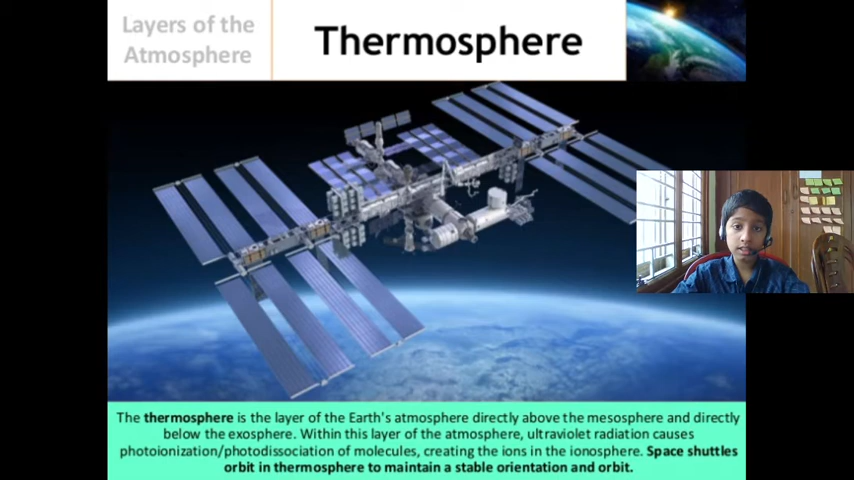 Layers of the
Atmosphere
Thermosphere
The thermosphere is the layer of the Earth's atmosphere directly above the mesosphere and directly
below the exosphere. Within this layer of the atmosphere, ultraviolet radiation causes
photoionization/photodissociation of molecules, creating the ions in the ionosphere. Space shuttles
orbit in thermosphere to maintain a stable orientation and orbit.